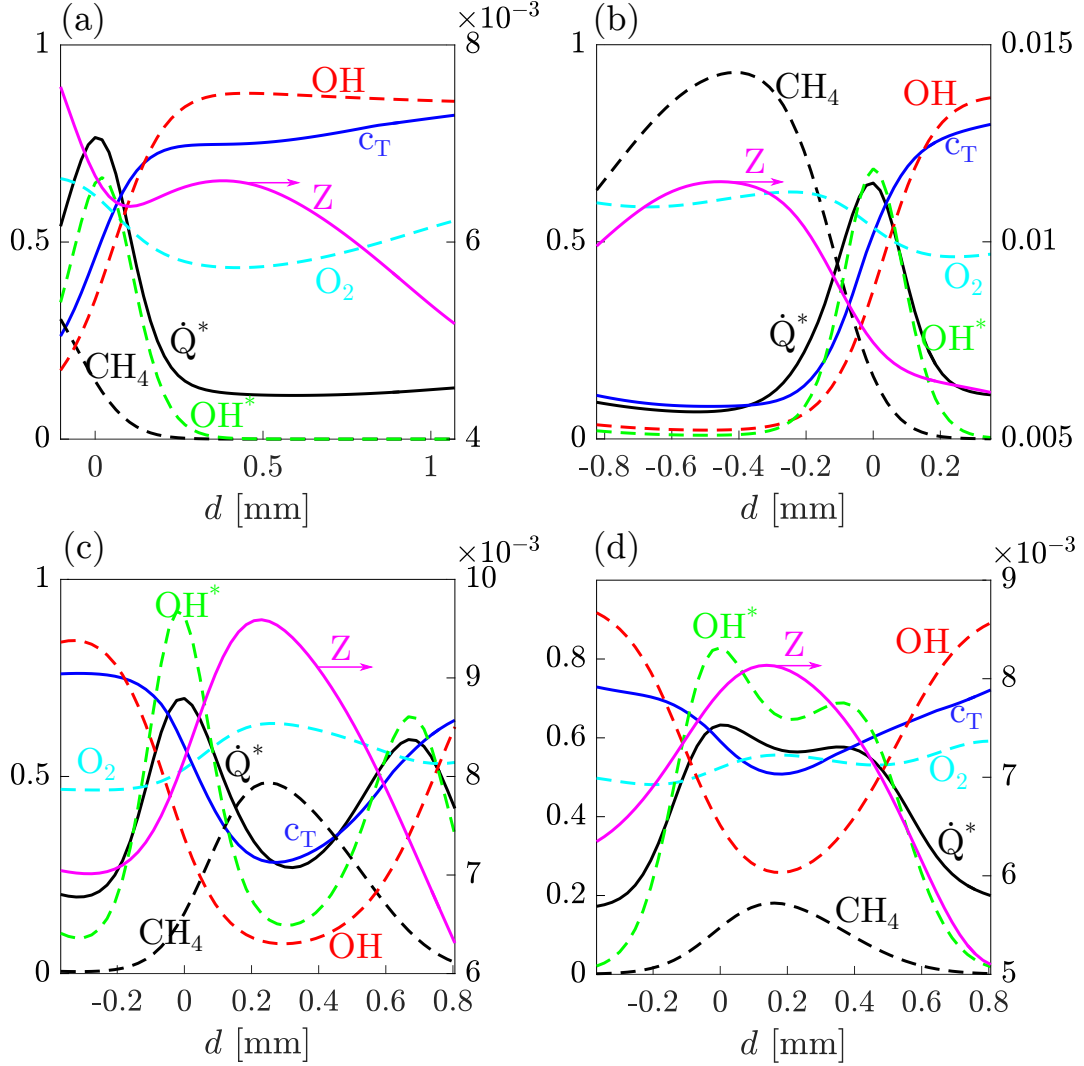 (a) ×10⁻³ (b)
1 8 1 0.015
OH CH₄ OH
c_T c_T
Z Z
0.5 6 0.5 0.01
O₂ O₂
Q̇* Q̇* OH*
CH₄
OH*
0 4 0 0.005
0 0.5 1 -0.8 -0.6 -0.4 -0.2 0 0.2
d [mm] d [mm]
(c) ×10⁻³ (d) ×10⁻³
1 10 9
OH* OH* OH
Z 0.8 Z
9 8
c_T
O₂ Q̇* 0.6 O₂
0.5 8 7
0.4 Q̇*
c_T
7 6
0.2
CH₄ OH CH₄
0 6 0 5
-0.2 0 0.2 0.4 0.6 0.8 -0.2 0 0.2 0.4 0.6 0.8
d [mm] d [mm]